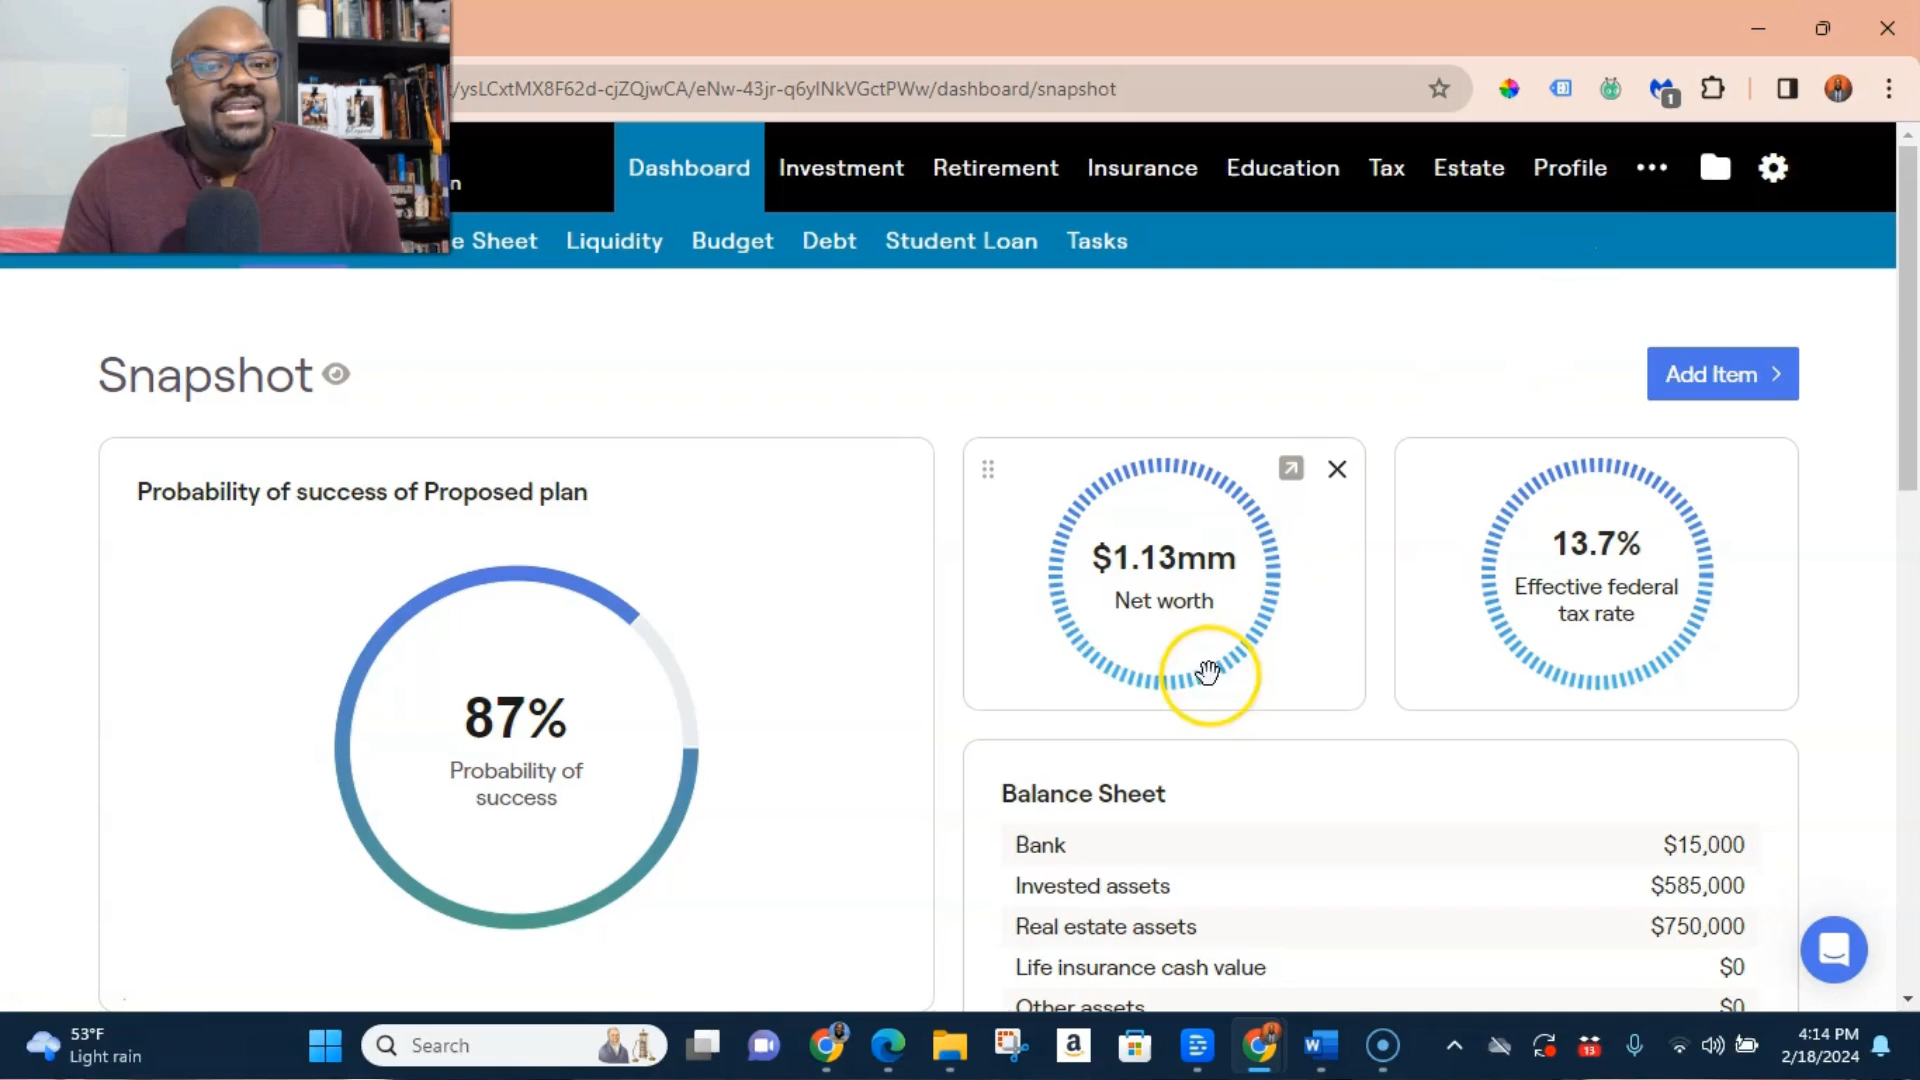 /ysLCxtMX8F62d-cjZQjwCA/eNw-43jr-q6yINkVGctPWw/dashboard/snapshot
1
n
Dashboard Investment Retirement Insurance Education Tax Estate Profile
e Sheet Liquidity Budget Debt Student Loan Tasks
Snapshot
Add Item
Probability of success of Proposed plan
87%
Probability of
success
$1.13mm
Net worth
13.7%
Effective federal
tax rate
Balance Sheet
Bank $15,000
Invested assets $585,000
Real estate assets $750,000
Life insurance cash value $0
Other assets $0
53°F
Light rain
Search
a
W
13
4:14 PM
2/18/2024